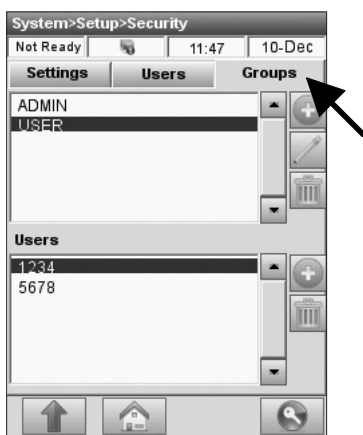 System>Setup>Security
Not Ready 11:47 10-Dec
Settings Users Groups
ADMIN
USER
Users
1234
5678